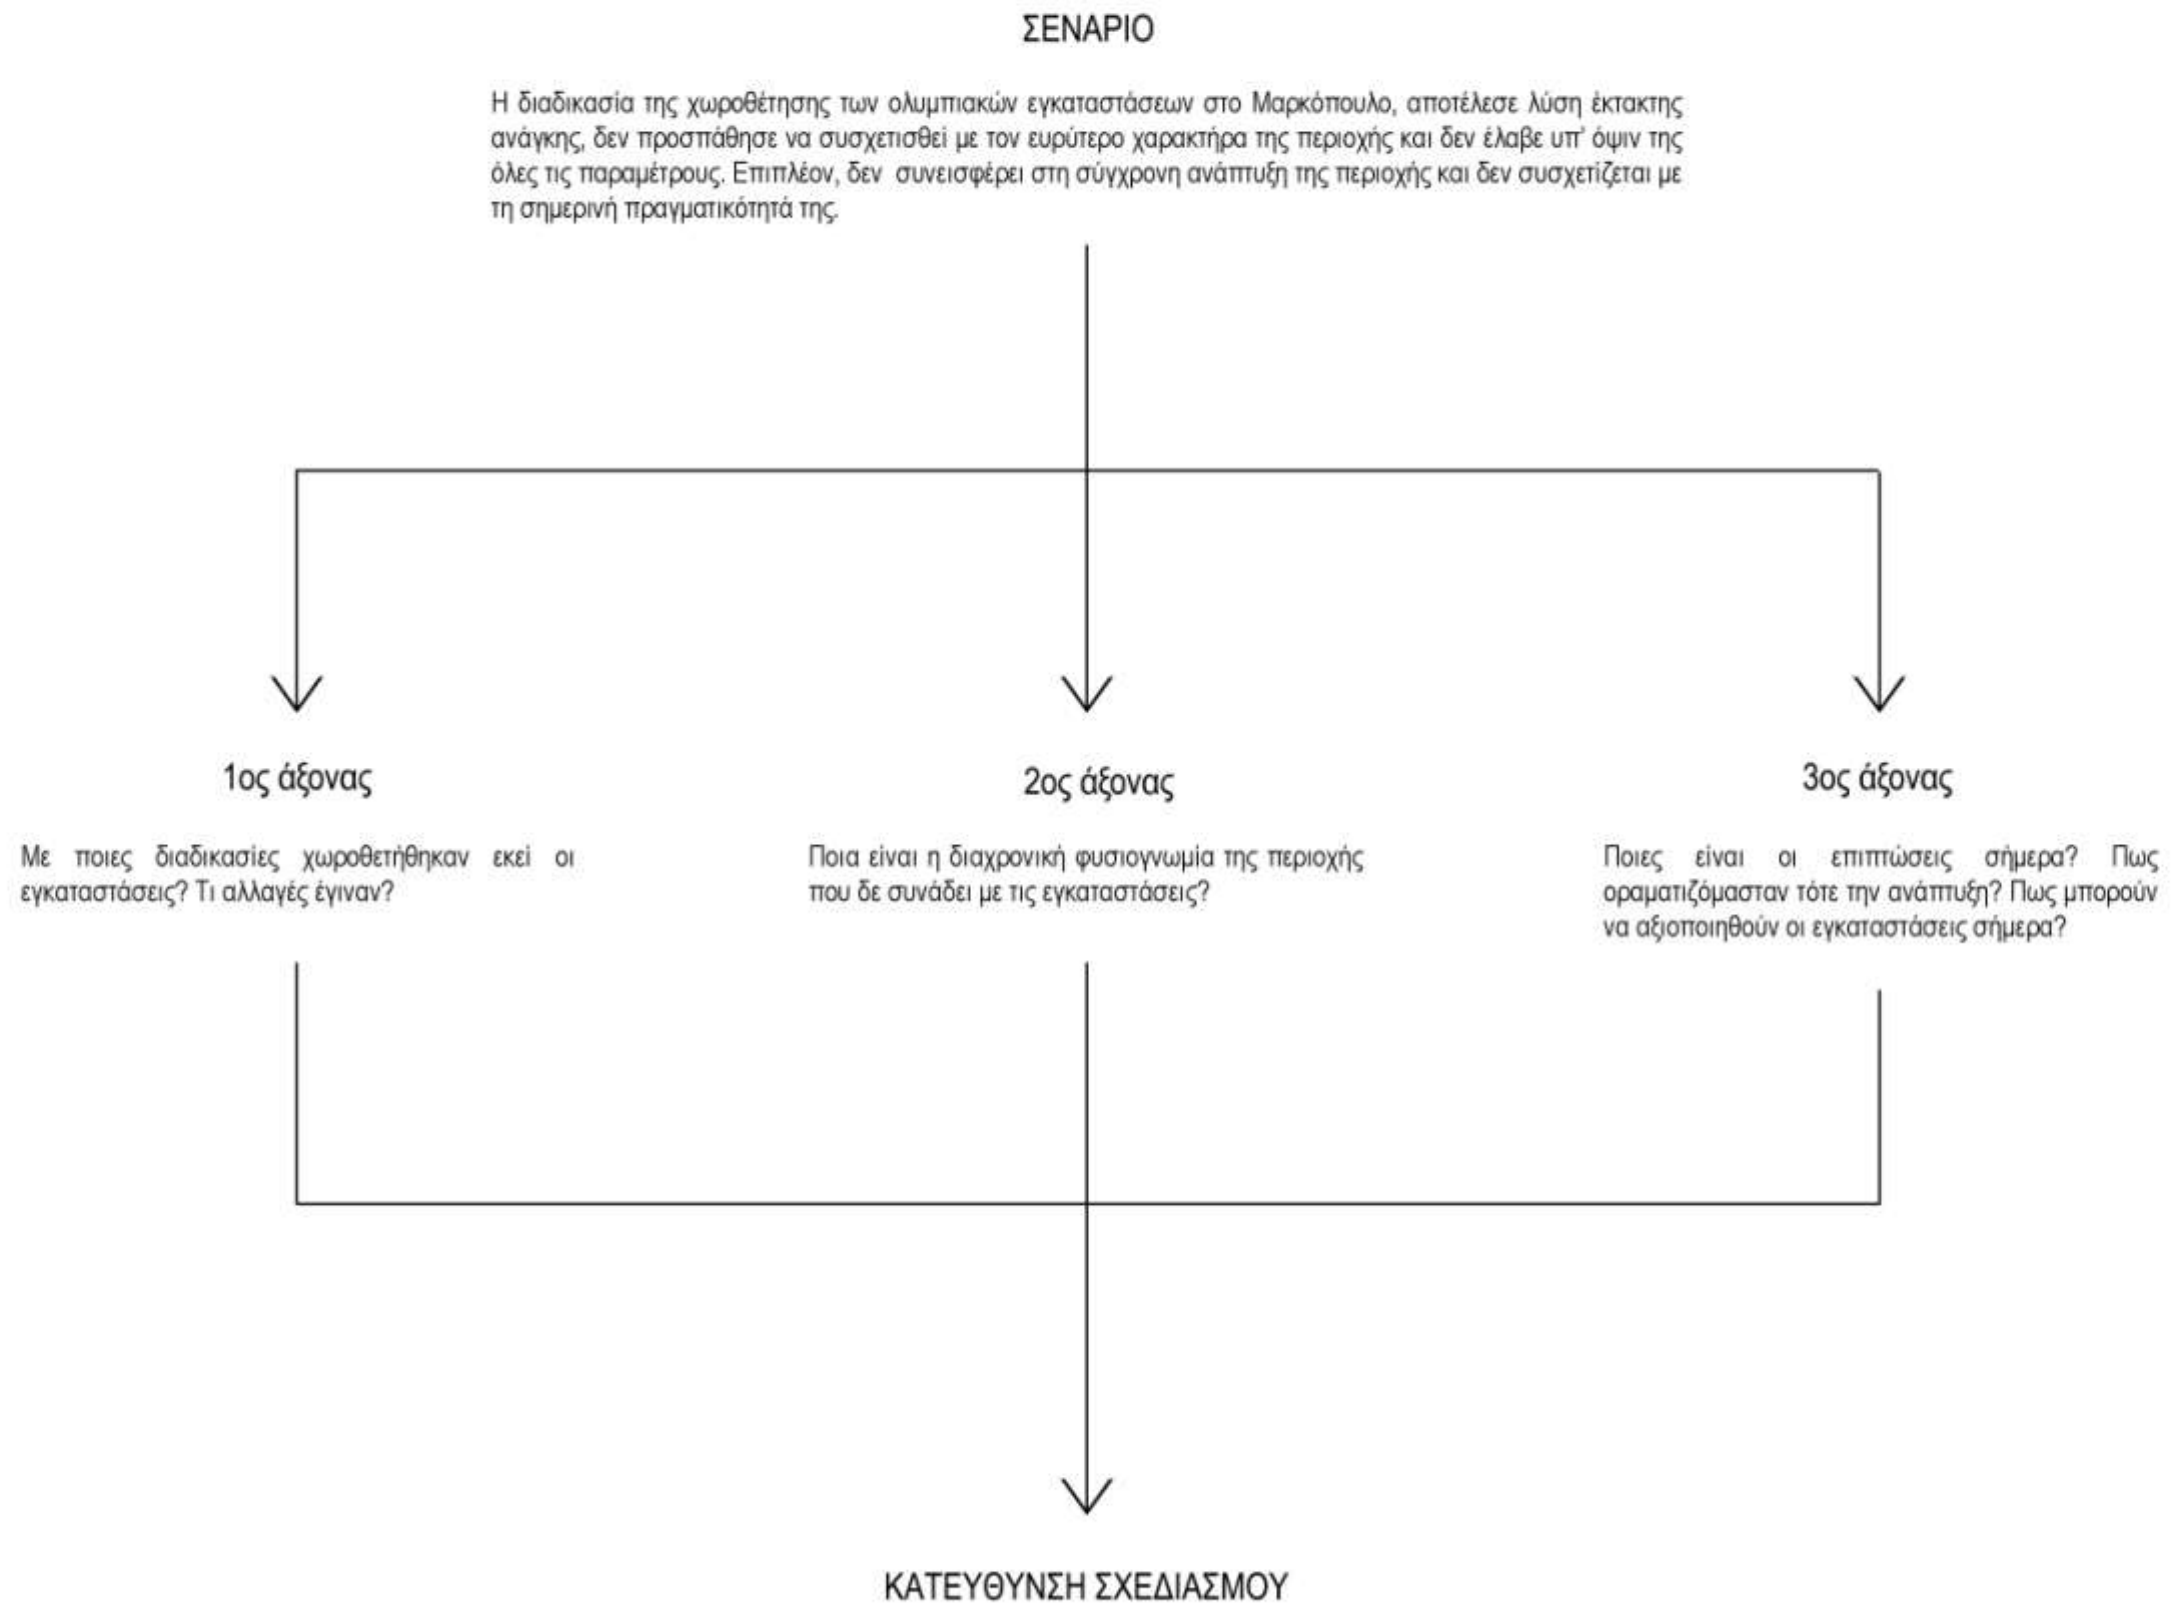 ΣΕΝΑΡΙΟ
Η διαδικασία της χωροθέτησης των ολυμπιακών εγκαταστάσεων στο Μαρκόπουλο, αποτέλεσε λύση έκτακτης
ανάγκης, δεν προσπάθησε να συσχετισθεί με τον ευρύτερο χαρακτήρα της περιοχής και δεν έλαβε υπ' όψιν της
όλες τις παραμέτρους. Επιπλέον, δεν συνεισφέρει στη σύγχρονη ανάπτυξη της περιοχής και δεν συσχετίζεται με
τη σημερινή πραγματικότητά της.
1ος άξονας
Με ποιες διαδικασίες χωροθετήθηκαν εκεί οι
εγκαταστάσεις? Τι αλλαγές έγιναν?
2ος άξονας
Ποια είναι η διαχρονική φυσιογνωμία της περιοχής
που δε συνάδει με τις εγκαταστάσεις?
3ος άξονας
Ποιες είναι οι επιπτώσεις σήμερα? Πως
οραματιζόμασταν τότε την ανάπτυξη? Πως μπορούν
να αξιοποιηθούν οι εγκαταστάσεις σήμερα?
ΚΑΤΕΥΘΥΝΣΗ ΣΧΕΔΙΑΣΜΟΥ